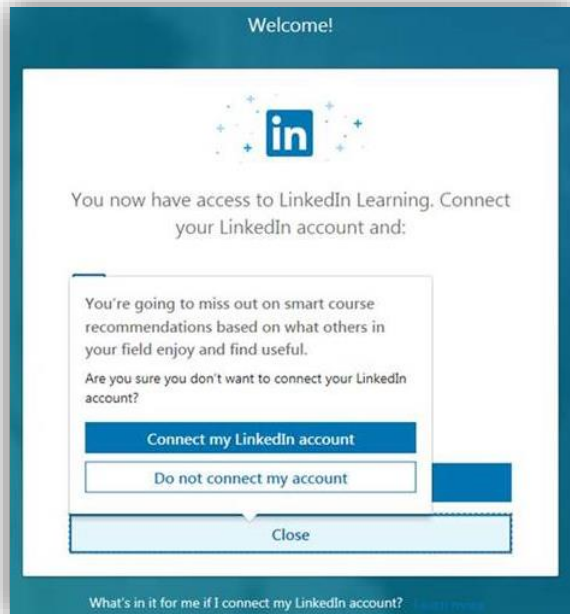 Welcome!
in
You now have access to LinkedIn Learning. Connect
your LinkedIn account and:
You're going to miss out on smart course
recommendations based on what others in
your field enjoy and find useful.
Are you sure you don't want to connect your LinkedIn
account?
Connect my LinkedIn account
Do not connect my account
Close
What's in it for me if I connect my LinkedIn account?